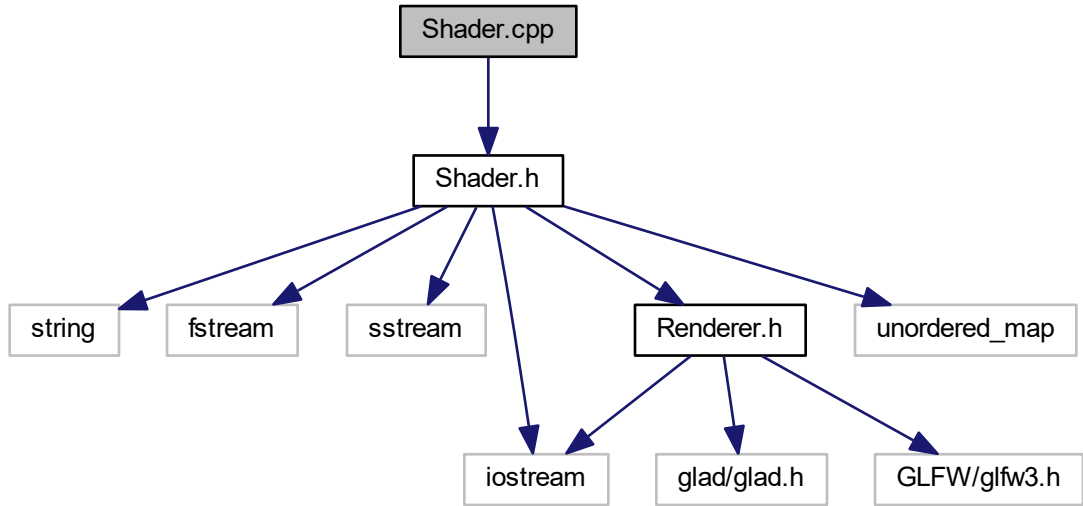 Shader.cpp
Shader.h
string
fstream
sstream
Renderer.h
unordered_map
iostream
glad/glad.h
GLFW/glfw3.h